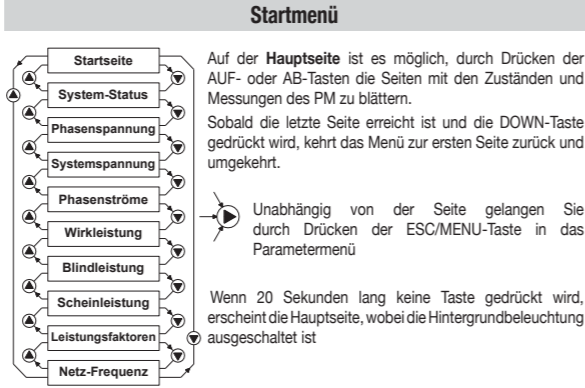 Startmenü
Startseite
System-Status
Phasenspannung
Systemspannung
Phasenströme
Wirkleistung
Blindleistung
Scheinleistung
Leistungsfaktoren
Netz-Frequenz
Auf der Hauptseite ist es möglich, durch Drücken der
AUF- oder AB-Tasten die Seiten mit den Zuständen und
Messungen des PM zu blättern.
Sobald die letzte Seite erreicht ist und die DOWN-Taste
gedrückt wird, kehrt das Menü zur ersten Seite zurück und
umgekehrt.
Unabhängig von der Seite gelangen Sie
durch Drücken der ESC/MENU-Taste in das
Parametermenü
Wenn 20 Sekunden lang keine Taste gedrückt wird,
erscheint die Hauptseite, wobei die Hintergrundbeleuchtung
ausgeschaltet ist